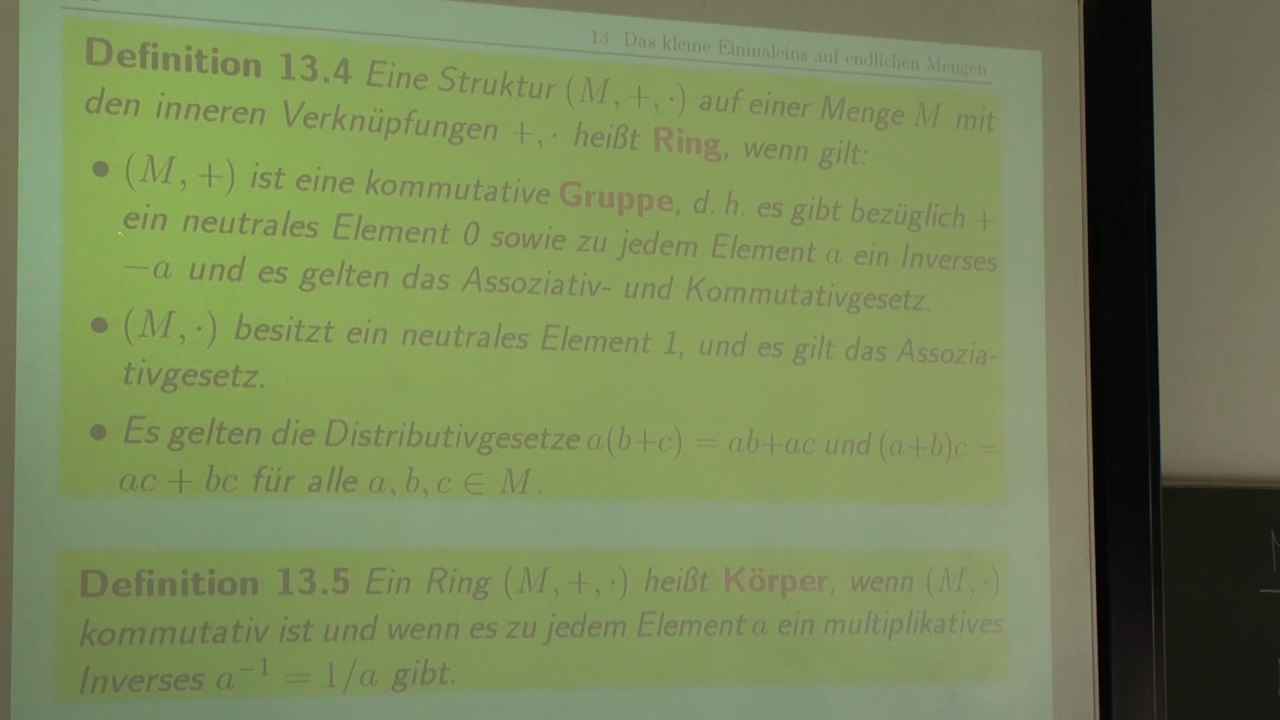 13 Das kleine Einmaleins auf endlichen Mengen
Definition 13.4 Eine Struktur (M, +, ·) auf einer Menge M mit
den inneren Verknüpfungen +, · heißt Ring, wenn gilt:
• (M, +) ist eine kommutative Gruppe, d. h. es gibt bezüglich +
ein neutrales Element 0 sowie zu jedem Element a ein Inverses
−a und es gelten das Assoziativ- und Kommutativgesetz.
• (M, ·) besitzt ein neutrales Element 1, und es gilt das Assozia-
tivgesetz.
• Es gelten die Distributivgesetze a(b+c) = ab+ac und (a+b)c =
ac + bc für alle a, b, c ∈ M.
Definition 13.5 Ein Ring (M, +, ·) heißt Körper, wenn (M, ·)
kommutativ ist und wenn es zu jedem Element a ein multiplikatives
Inverses a⁻¹ = 1/a gibt.